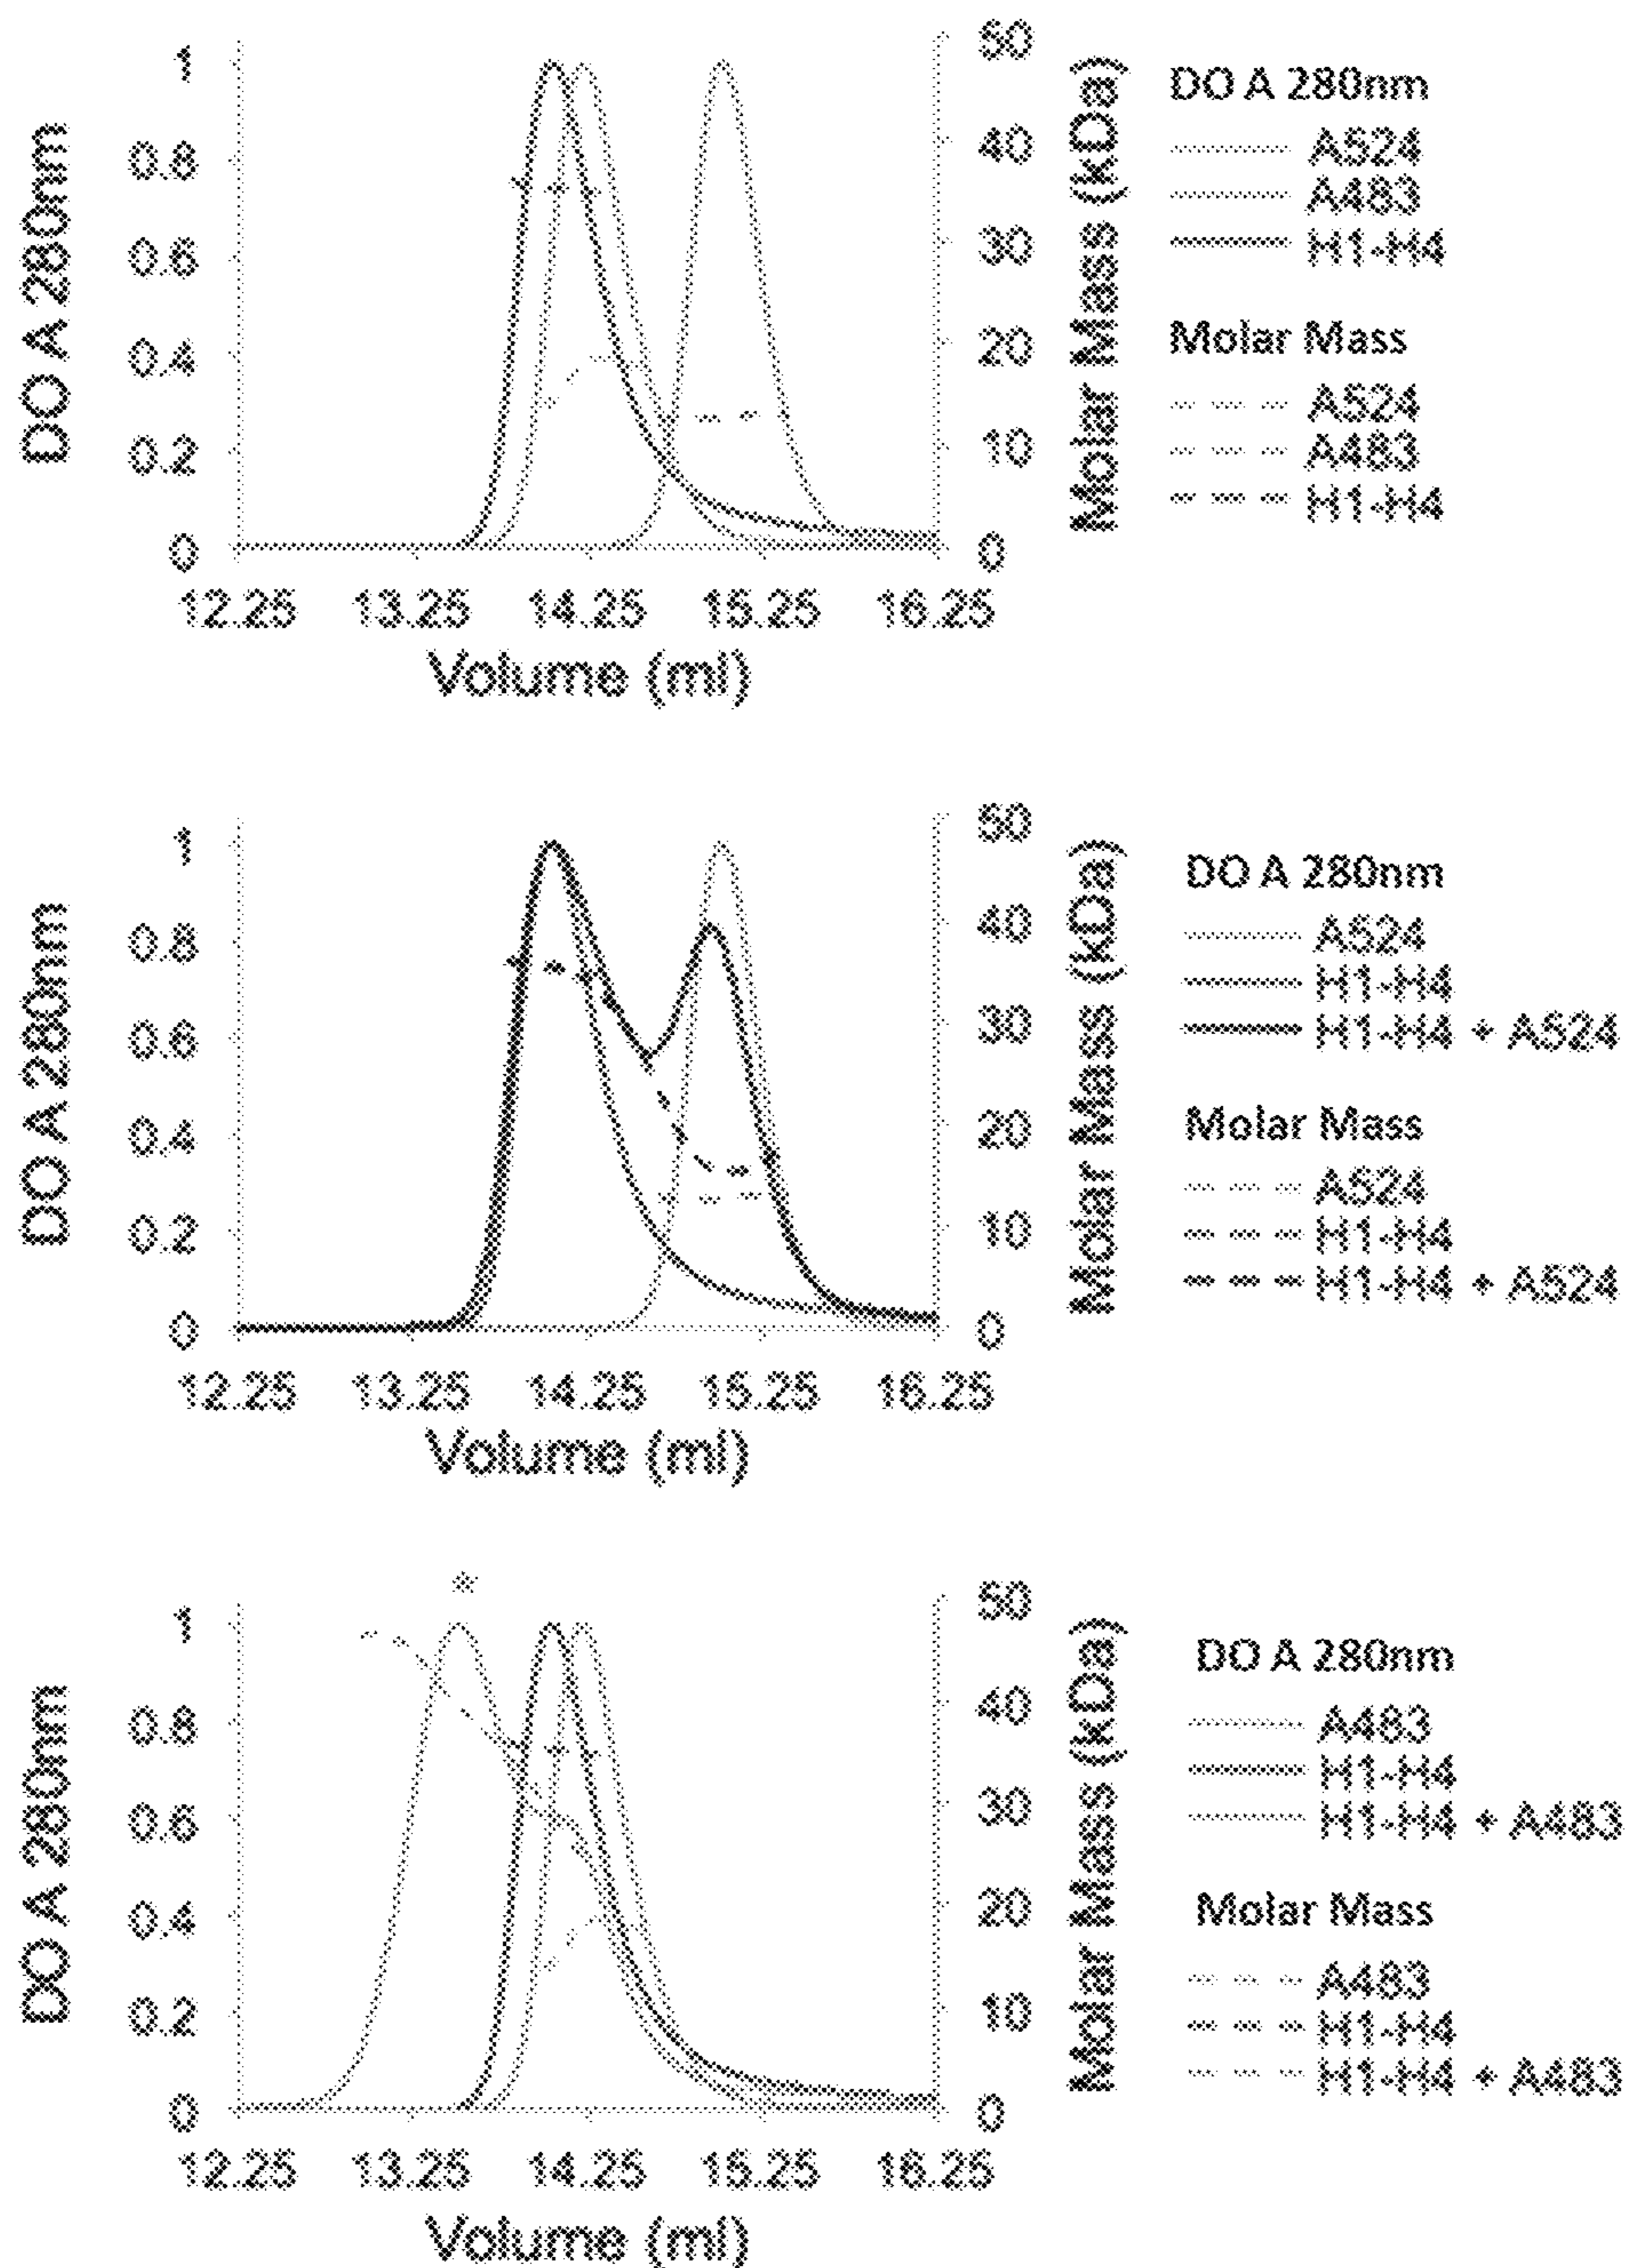 DO A 280nm
1
0.8
0.6
0.4
0.2
0
12.25 13.25 14.25 15.25 16.25
Volume (ml)
50
40
30
20
10
0
Molar Mass (kDa)
DO A 280nm
A524
A483
H1-H4
Molar Mass
A524
A483
H1-H4
DO A 280nm
1
0.8
0.6
0.4
0.2
0
12.25 13.25 14.25 15.25 16.25
Volume (ml)
50
40
30
20
10
0
Molar Mass (kDa)
DO A 280nm
A524
H1-H4
H1-H4 + A524
Molar Mass
A524
H1-H4
H1-H4 + A524
*
DO A 280nm
1
0.8
0.6
0.4
0.2
0
12.25 13.25 14.25 15.25 16.25
Volume (ml)
50
40
30
20
10
0
Molar Mass (kDa)
DO A 280nm
A483
H1-H4
H1-H4 + A483
Molar Mass
A483
H1-H4
H1-H4 + A483